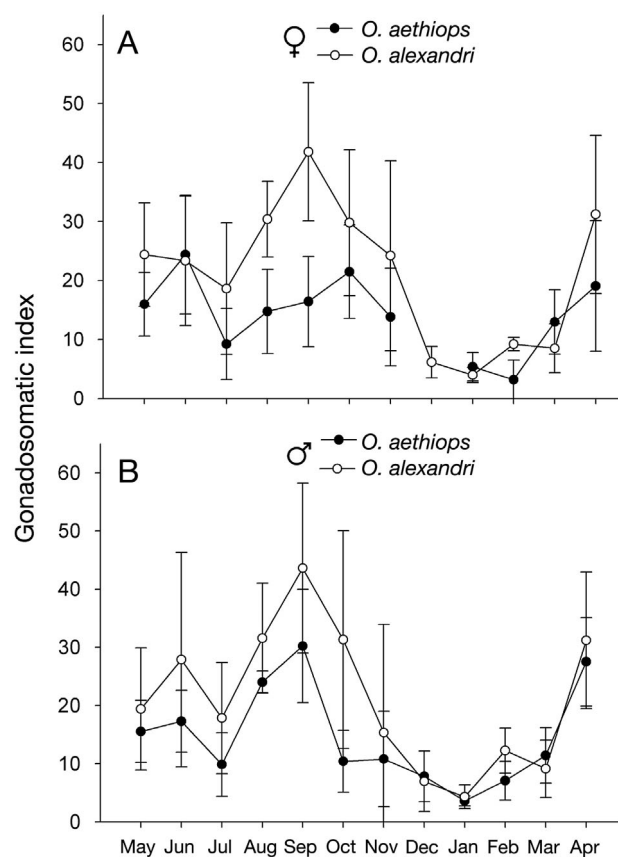 A
♀
O. aethiops
O. alexandri
60
50
40
30
20
10
0
Gonadosomatic index
B
♂
O. aethiops
O. alexandri
60
50
40
30
20
10
0
May Jun Jul Aug Sep Oct Nov Dec Jan Feb Mar Apr